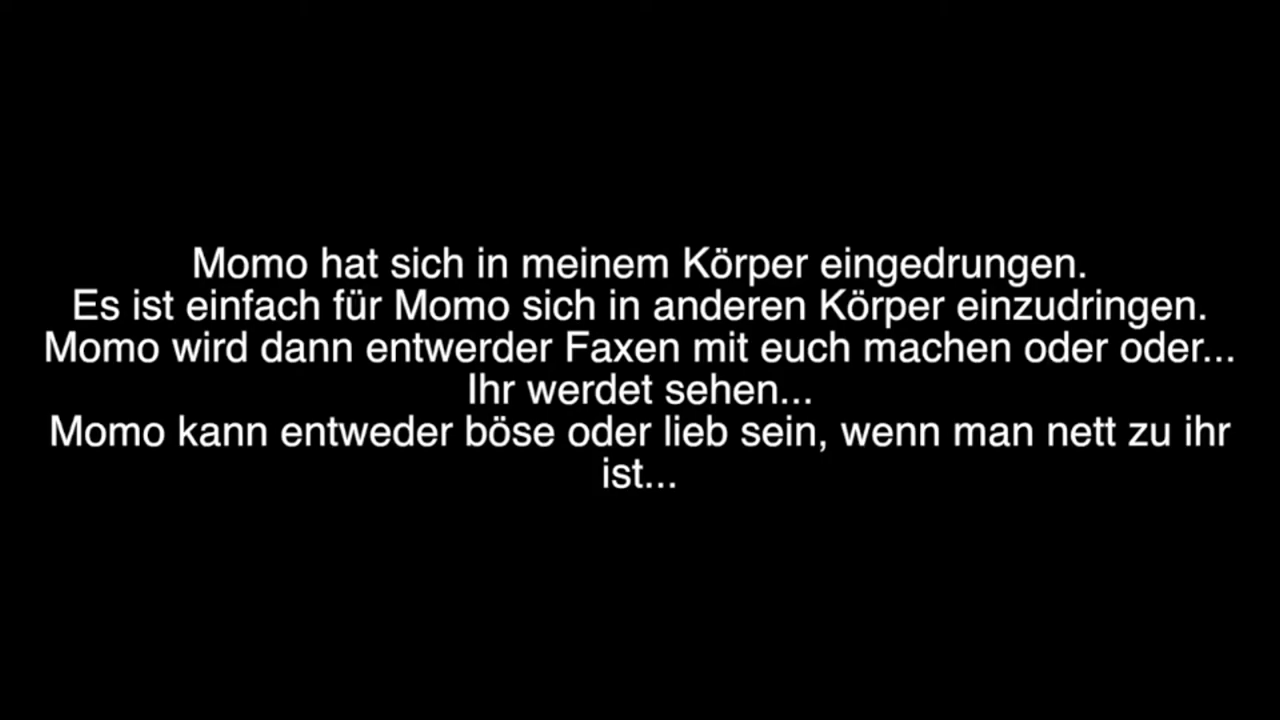 Momo hat sich in meinem Körper eingedrungen.
Es ist einfach für Momo sich in anderen Körper einzudringen.
Momo wird dann entwerder Faxen mit euch machen oder oder...
Ihr werdet sehen...
Momo kann entweder böse oder lieb sein, wenn man nett zu ihr
ist...